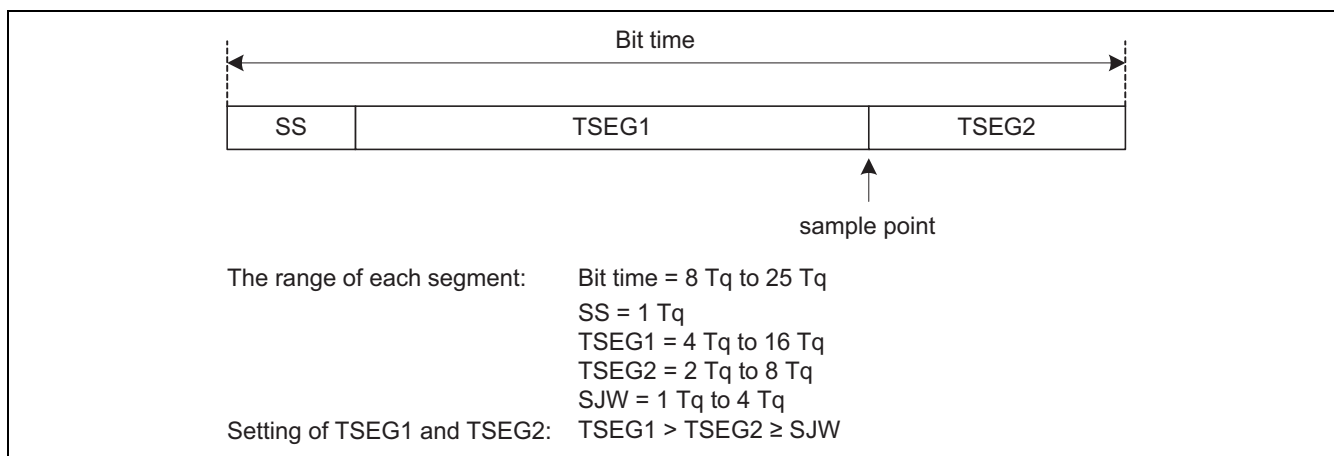 Bit time
SS TSEG1 TSEG2
sample point
The range of each segment: Bit time = 8 Tq to 25 Tq
SS = 1 Tq
TSEG1 = 4 Tq to 16 Tq
TSEG2 = 2 Tq to 8 Tq
SJW = 1 Tq to 4 Tq
Setting of TSEG1 and TSEG2: TSEG1 > TSEG2 ≥ SJW